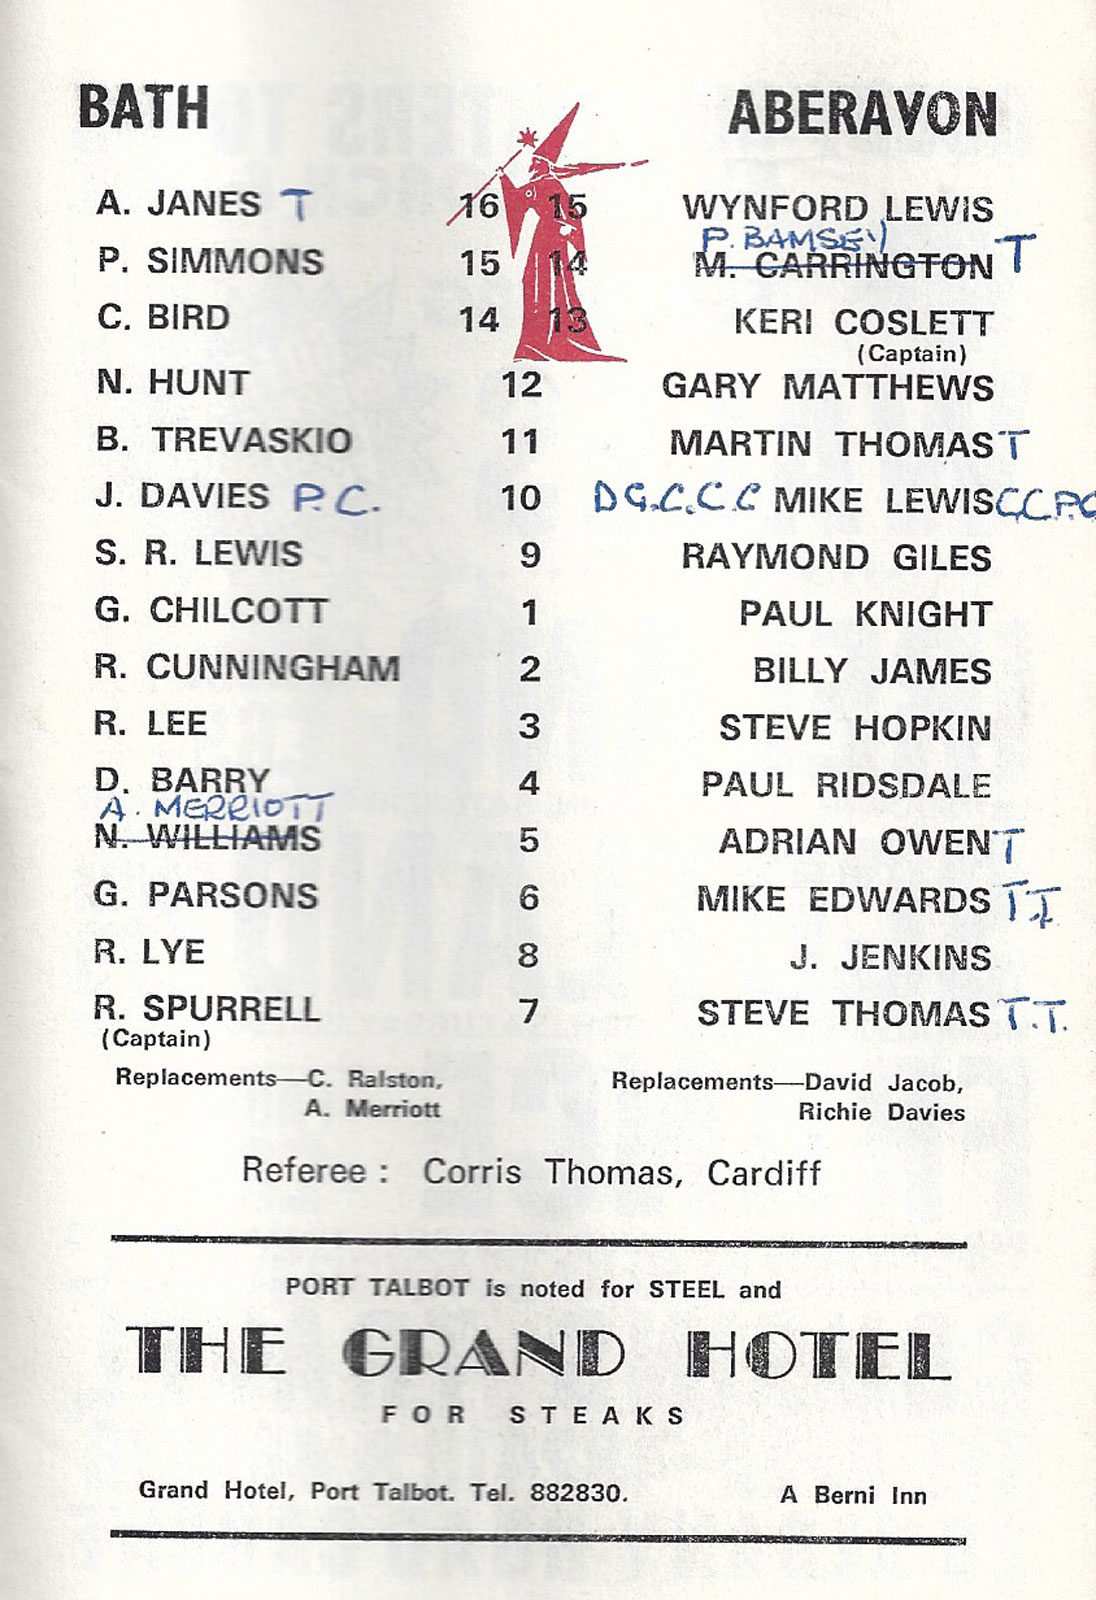 BATH ABERAVON
A. JANES T 16 15 WYNFORD LEWIS
P. BAMSEY
P. SIMMONS 15 14 M. CARRINGTON T
C. BIRD 14 13 KERI COSLETT
(Captain)
N. HUNT 12 GARY MATTHEWS
B. TREVASKIO 11 MARTIN THOMAS T
J. DAVIES P.C. 10 D G.C.C.C MIKE LEWIS C.C.P.G
S. R. LEWIS 9 RAYMOND GILES
G. CHILCOTT 1 PAUL KNIGHT
R. CUNNINGHAM 2 BILLY JAMES
R. LEE 3 STEVE HOPKIN
D. BARRY 4 PAUL RIDSDALE
A. MERRIOTT
N. WILLIAMS 5 ADRIAN OWEN T
G. PARSONS 6 MIKE EDWARDS T.T
R. LYE 8 J. JENKINS
R. SPURRELL 7 STEVE THOMAS T.T.
(Captain)
Replacements—C. Ralston, Replacements—David Jacob,
A. Merriott Richie Davies
Referee : Corris Thomas, Cardiff
PORT TALBOT is noted for STEEL and
THE GRAND HOTEL
FOR STEAKS
Grand Hotel, Port Talbot. Tel. 882830. A Berni Inn